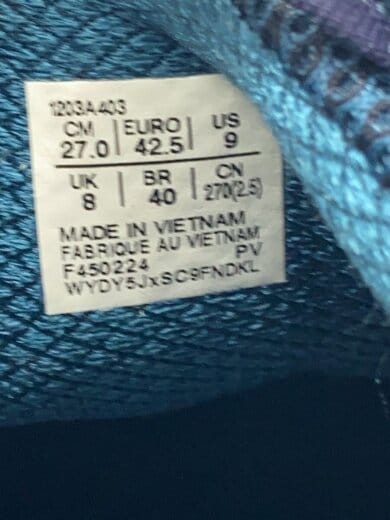 1203A403
CM | EURO | US
27.0 | 42.5 | 9
UK | BR | CN
8 | 40 | 270(2.5)
MADE IN VIETNAM
FABRIQUE AU VIETNAM
F450224 PV
WYDY5JxSC9FNDKL